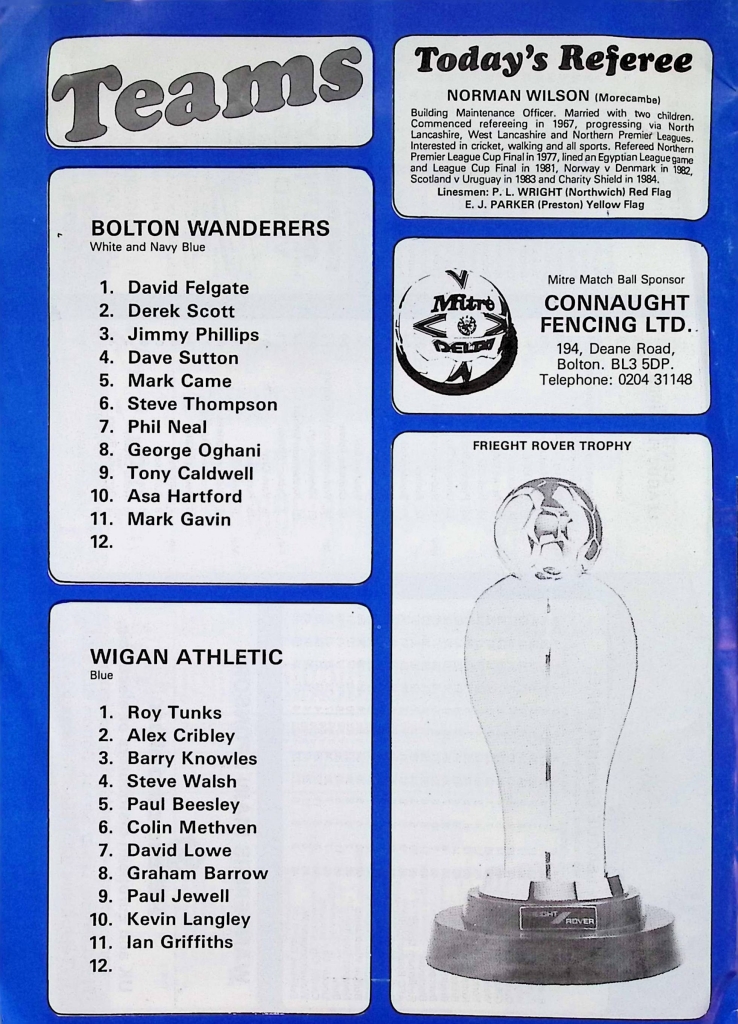 Teams
BOLTON WANDERERS
White and Navy Blue
1. David Felgate
2. Derek Scott
3. Jimmy Phillips
4. Dave Sutton
5. Mark Came
6. Steve Thompson
7. Phil Neal
8. George Oghani
9. Tony Caldwell
10. Asa Hartford
11. Mark Gavin
12.
WIGAN ATHLETIC
Blue
1. Roy Tunks
2. Alex Cribley
3. Barry Knowles
4. Steve Walsh
5. Paul Beesley
6. Colin Methven
7. David Lowe
8. Graham Barrow
9. Paul Jewell
10. Kevin Langley
11. Ian Griffiths
12.
Today's Referee
NORMAN WILSON (Morecambe)
Building Maintenance Officer. Married with two children.
Commenced refereeing in 1967, progressing via North
Lancashire, West Lancashire and Northern Premier Leagues.
Interested in cricket, walking and all sports. Refereed Northern
Premier League Cup Final in 1977, lined an Egyptian League game
and League Cup Final in 1981, Norway v Denmark in 1982,
Scotland v Uruguay in 1983 and Charity Shield in 1984.
Linesmen: P. L. WRIGHT (Northwich) Red Flag
E. J. PARKER (Preston) Yellow Flag
Mitre
DELTA
Mitre Match Ball Sponsor
CONNAUGHT
FENCING LTD.
194, Deane Road,
Bolton. BL3 5DP.
Telephone: 0204 31148
FRIEGHT ROVER TROPHY
FREIGHT ROVER